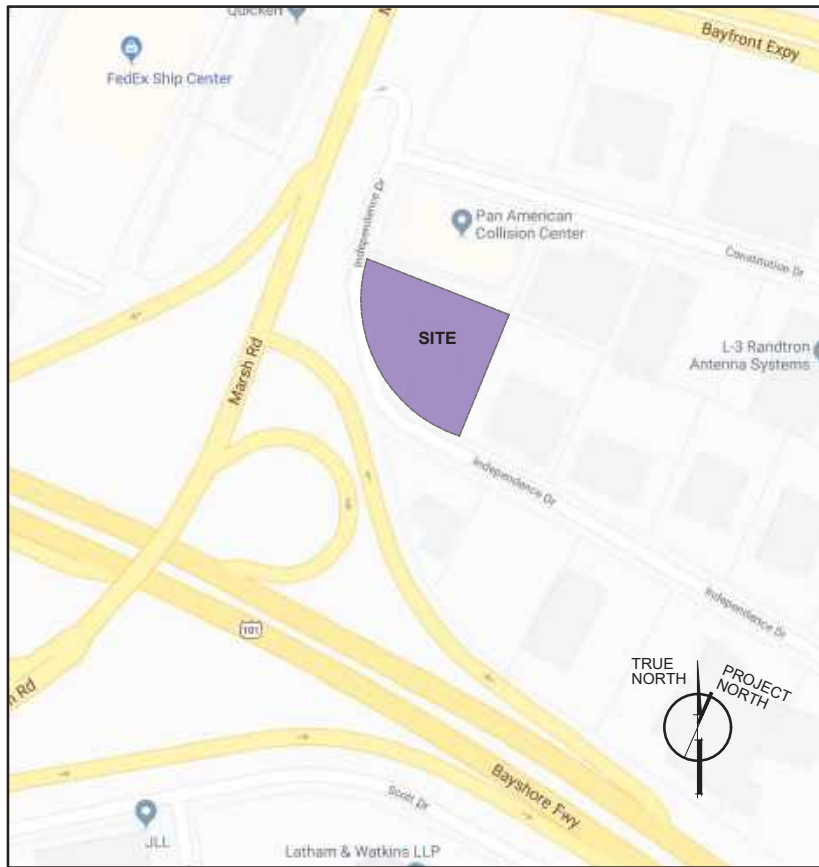 Quicken
M
Bayfront Expy
FedEx Ship Center
Independence Dr
Pan American
Collision Center
Constitution Dr
SITE
L-3 Randtron
Antenna Systems
Marsh Rd
Independence Dr
101
Independence Dr
TRUE
NORTH
PROJECT
NORTH
h Rd
Bayshore Fwy
Scott Dr
JLL
Latham & Watkins LLP